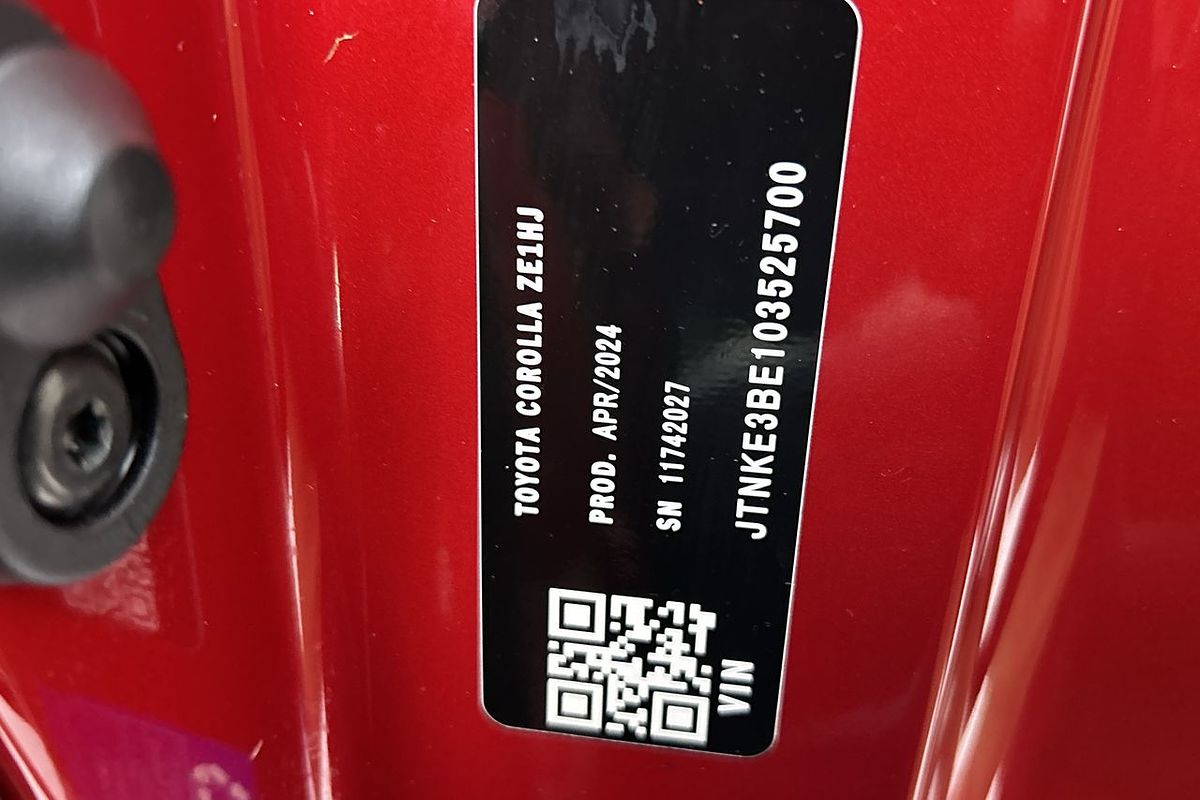 TOYOTA COROLLA ZE1HJ
PROD. APR/2024
SN 11742027
VIN JTNKE3BE103525700